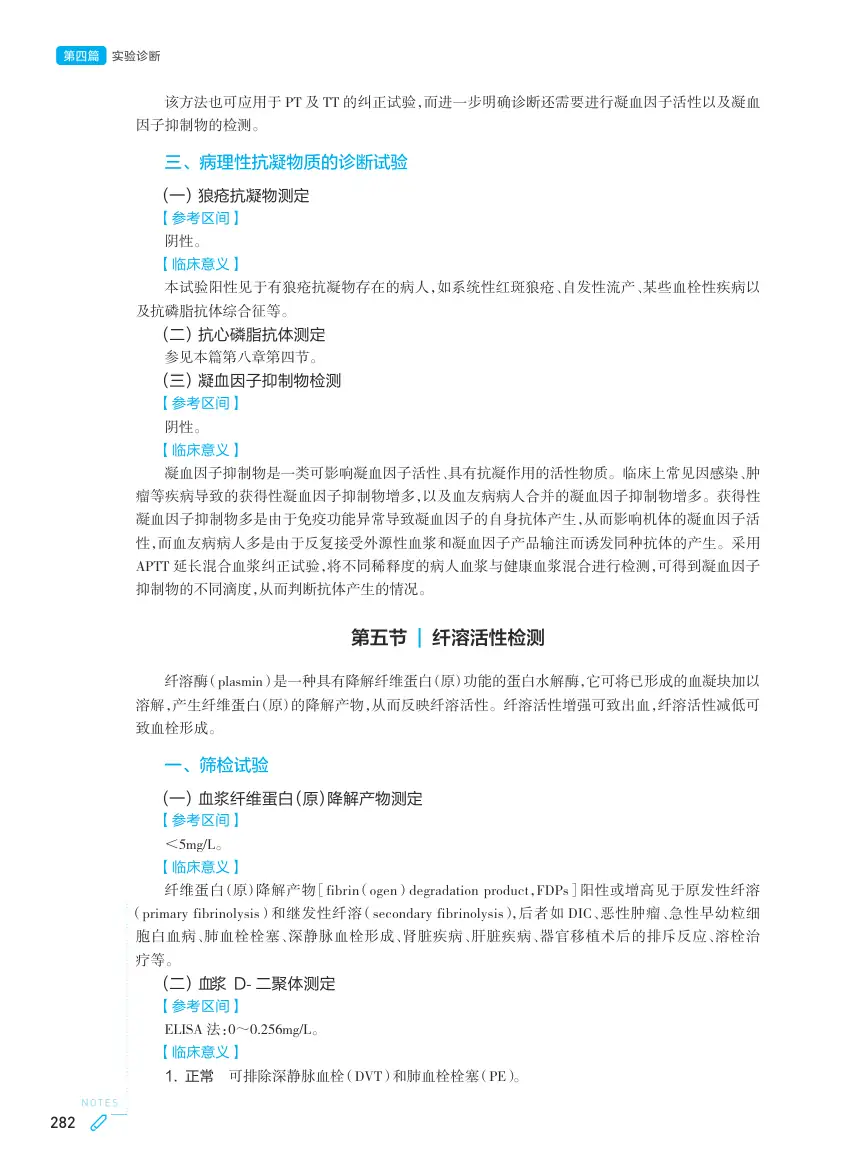 第四篇 实验诊断
该方法也可应用于 PT 及 TT 的纠正试验，而进一步明确诊断还需要进行凝血因子活性以及凝血
因子抑制物的检测。
三、病理性抗凝物质的诊断试验
（一）狼疮抗凝物测定
【参考区间】
阴性。
【临床意义】
本试验阳性见于有狼疮抗凝物存在的病人，如系统性红斑狼疮、自发性流产、某些血栓性疾病以
及抗磷脂抗体综合征等。
（二）抗心磷脂抗体测定
参见本篇第八章第四节。
（三）凝血因子抑制物检测
【参考区间】
阴性。
【临床意义】
凝血因子抑制物是一类可影响凝血因子活性、具有抗凝作用的活性物质。临床上常见因感染、肿
瘤等疾病导致的获得性凝血因子抑制物增多，以及血友病病人合并的凝血因子抑制物增多。获得性
凝血因子抑制物多是由于免疫功能异常导致凝血因子的自身抗体产生，从而影响机体的凝血因子活
性，而血友病病人多是由于反复接受外源性血浆和凝血因子产品输注而诱发同种抗体的产生。采用
APTT 延长混合血浆纠正试验，将不同稀释度的病人血浆与健康血浆混合进行检测，可得到凝血因子
抑制物的不同滴度，从而判断抗体产生的情况。
第五节 | 纤溶活性检测
纤溶酶（plasmin）是一种具有降解纤维蛋白（原）功能的蛋白水解酶，它可将已形成的血凝块加以
溶解，产生纤维蛋白（原）的降解产物，从而反映纤溶活性。纤溶活性增强可致出血，纤溶活性减低可
致血栓形成。
一、筛检试验
（一）血浆纤维蛋白（原）降解产物测定
【参考区间】
＜5mg/L。
【临床意义】
纤维蛋白（原）降解产物［fibrin（ogen）degradation product，FDPs］阳性或增高见于原发性纤溶
（primary fibrinolysis）和继发性纤溶（secondary fibrinolysis），后者如 DIC、恶性肿瘤、急性早幼粒细
胞白血病、肺血栓栓塞、深静脉血栓形成、肾脏疾病、肝脏疾病、器官移植术后的排斥反应、溶栓治
疗等。
（二）血浆 D- 二聚体测定
【参考区间】
ELISA 法：0～0.256mg/L。
【临床意义】
1. 正常 可排除深静脉血栓（DVT）和肺血栓栓塞（PE）。
NOTES
282